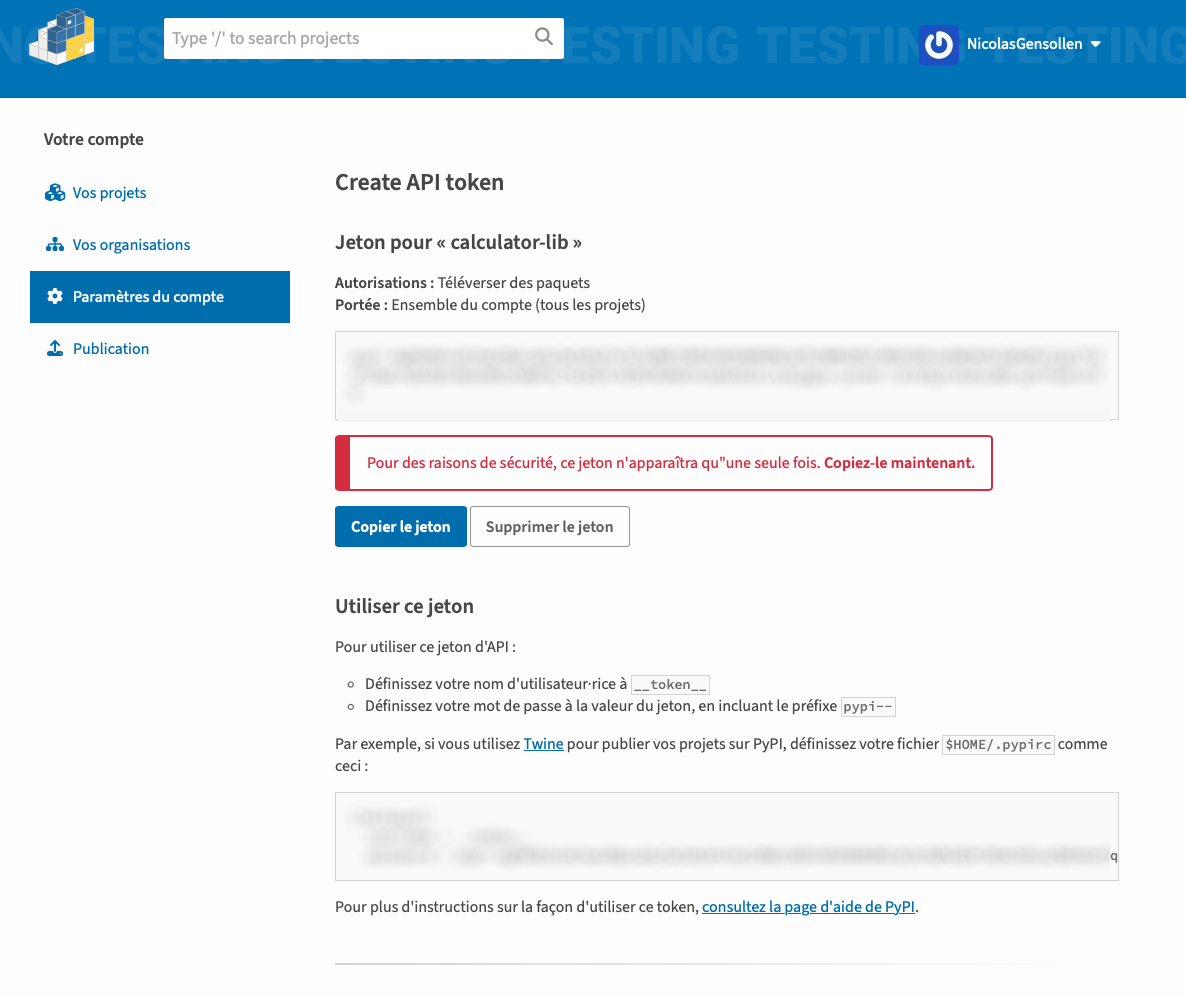 TESTING TESTING TESTING TESTING
Type '/' to search projects
NicolasGensollen
Votre compte
Vos projets
Vos organisations
Paramètres du compte
Publication
Create API token
Jeton pour « calculator-lib »
Autorisations : Téléverser des paquets
Portée : Ensemble du compte (tous les projets)
Pour des raisons de sécurité, ce jeton n'apparaîtra qu"une seule fois. Copiez-le maintenant.
Copier le jeton
Supprimer le jeton
Utiliser ce jeton
Pour utiliser ce jeton d'API :
Définissez votre nom d'utilisateur·rice à __token__
Définissez votre mot de passe à la valeur du jeton, en incluant le préfixe pypi--
Par exemple, si vous utilisez Twine pour publier vos projets sur PyPI, définissez votre fichier $HOME/.pypirc comme
ceci :
q
Pour plus d'instructions sur la façon d'utiliser ce token, consultez la page d'aide de PyPI.